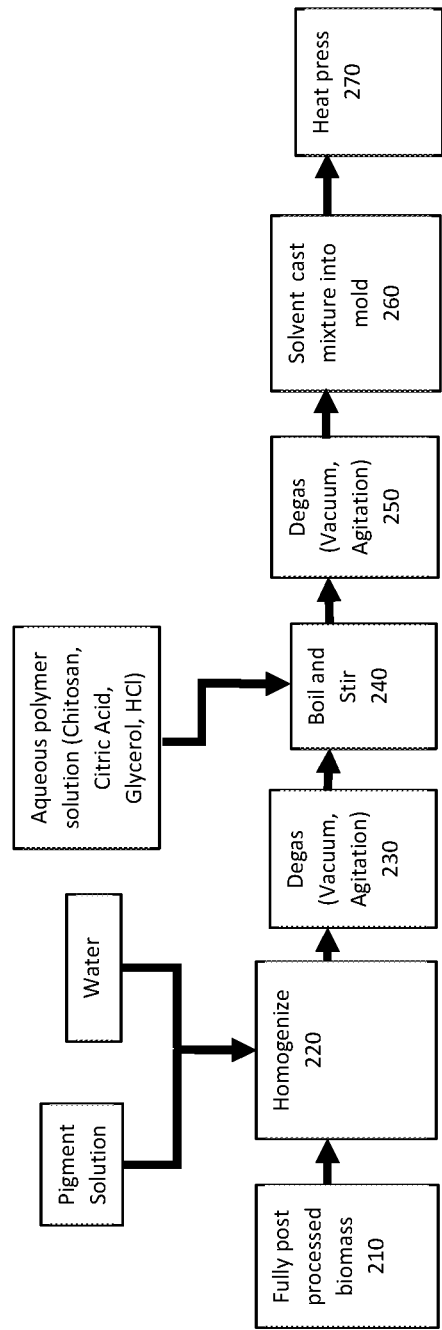 Pigment
Solution
Water
Aqueous polymer
solution (Chitosan,
Citric Acid,
Glycerol, HCl)
Fully post
processed
biomass
210
Homogenize
220
Degas
(Vacuum,
Agitation)
230
Boil and
Stir
240
Degas
(Vacuum,
Agitation)
250
Solvent cast
mixture into
mold
260
Heat press
270